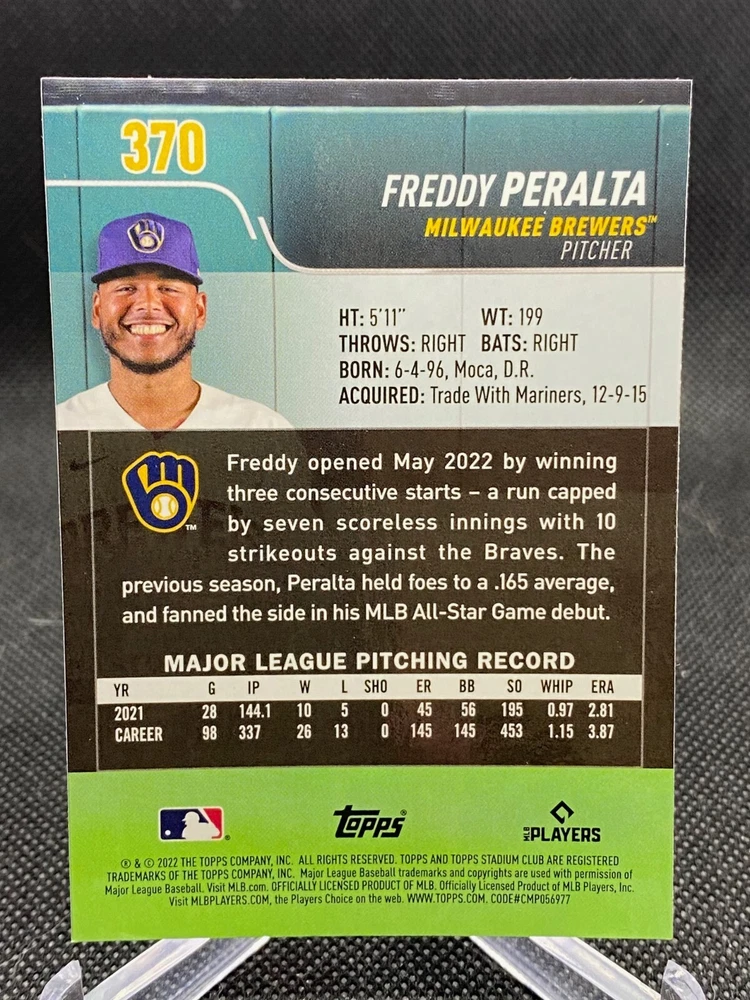 370
FREDDY PERALTA
MILWAUKEE BREWERS™
PITCHER
HT: 5'11" WT: 199
THROWS: RIGHT BATS: RIGHT
BORN: 6-4-96, Moca, D.R.
ACQUIRED: Trade With Mariners, 12-9-15
Freddy opened May 2022 by winning
three consecutive starts – a run capped
by seven scoreless innings with 10
strikeouts against the Braves. The
previous season, Peralta held foes to a .165 average,
and fanned the side in his MLB All-Star Game debut.
™
MAJOR LEAGUE PITCHING RECORD
YR G IP W L SHO ER BB SO WHIP ERA
2021 28 144.1 10 5 0 45 56 195 0.97 2.81
CAREER 98 337 26 13 0 145 145 453 1.15 3.87
® TOPPS® MLB PLAYERS
® & © 2022 THE TOPPS COMPANY, INC. ALL RIGHTS RESERVED. TOPPS AND TOPPS STADIUM CLUB ARE REGISTERED
TRADEMARKS OF THE TOPPS COMPANY, INC. Major League Baseball trademarks and copyrights are used with permission of
Major League Baseball. Visit MLB.com. OFFICIALLY LICENSED PRODUCT OF MLB. Officially Licensed Product of MLB Players, Inc.
Visit MLBPLAYERS.COM, the Players Choice on the web. WWW.TOPPS.COM. CODE#CMP056977